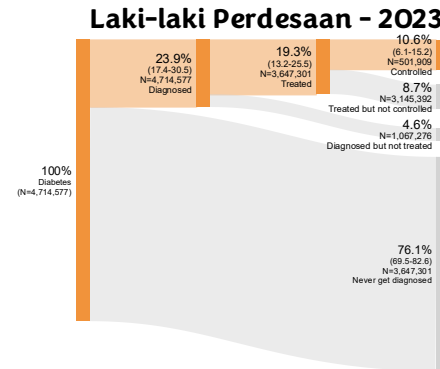 Laki-laki Perdesaan - 2023
100%
Diabetes
(N=4,714,577)
23.9%
(17.4-30.5)
N=4,714,577
Diagnosed
19.3%
(13.2-25.5)
N=3,647,301
Treated
10.6%
(6.1-15.2)
N=501,909
Controlled
8.7%
N=3,145,392
Treated but not controlled
4.6%
N=1,067,276
Diagnosed but not treated
76.1%
(69.5-82.6)
N=3,647,301
Never get diagnosed